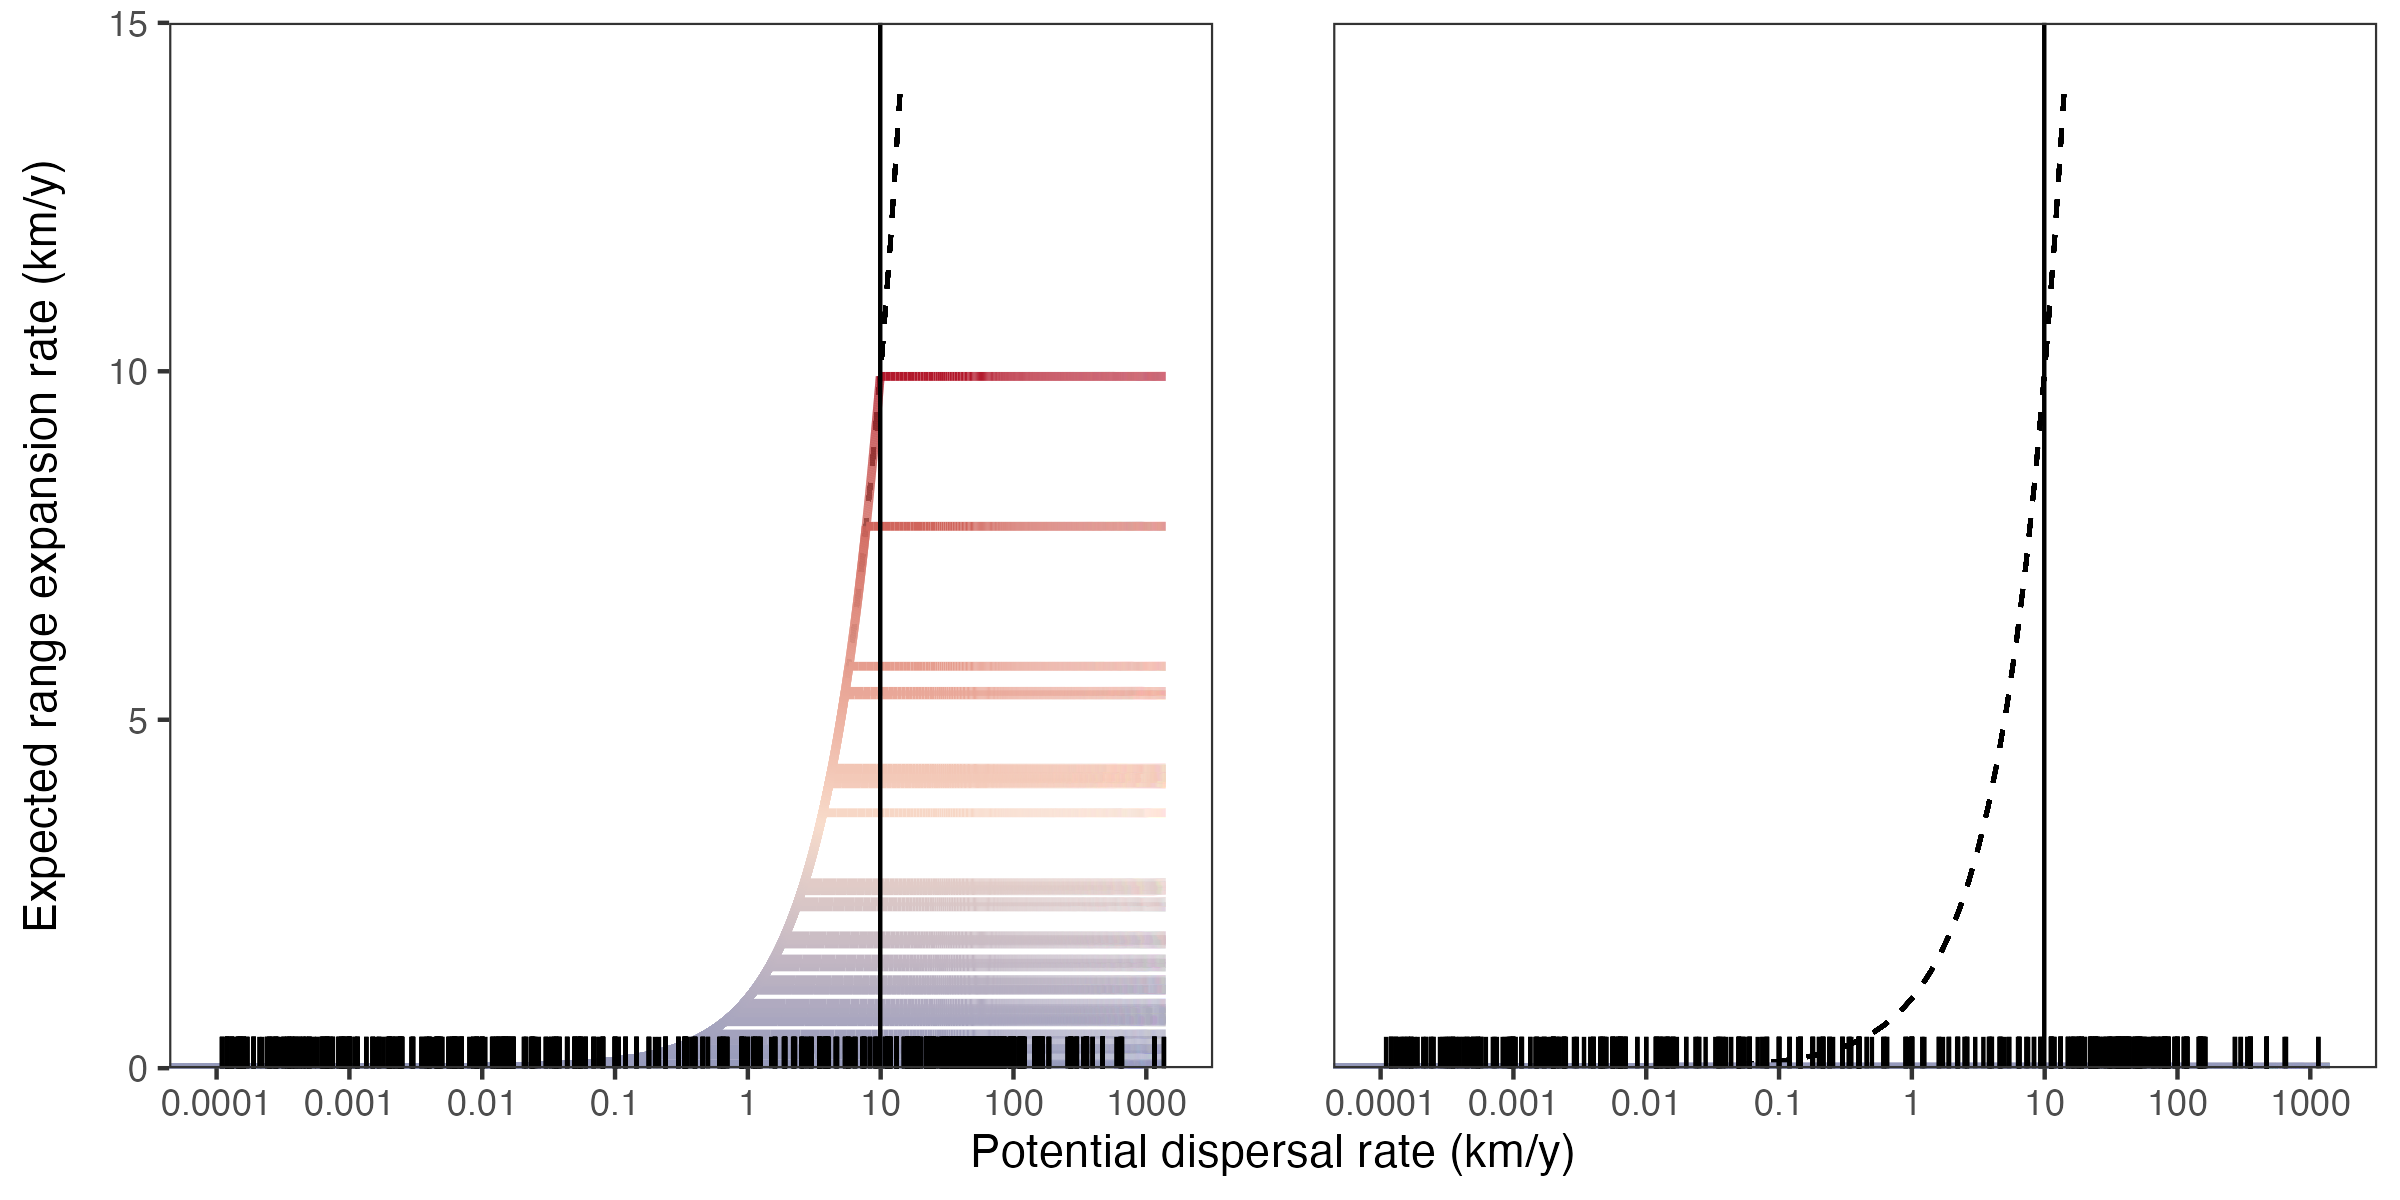 Expected range expansion rate (km/y)
15
10
5
0
0.0001 0.001 0.01 0.1 1 10 100 1000
0.0001 0.001 0.01 0.1 1 10 100 1000
Potential dispersal rate (km/y)